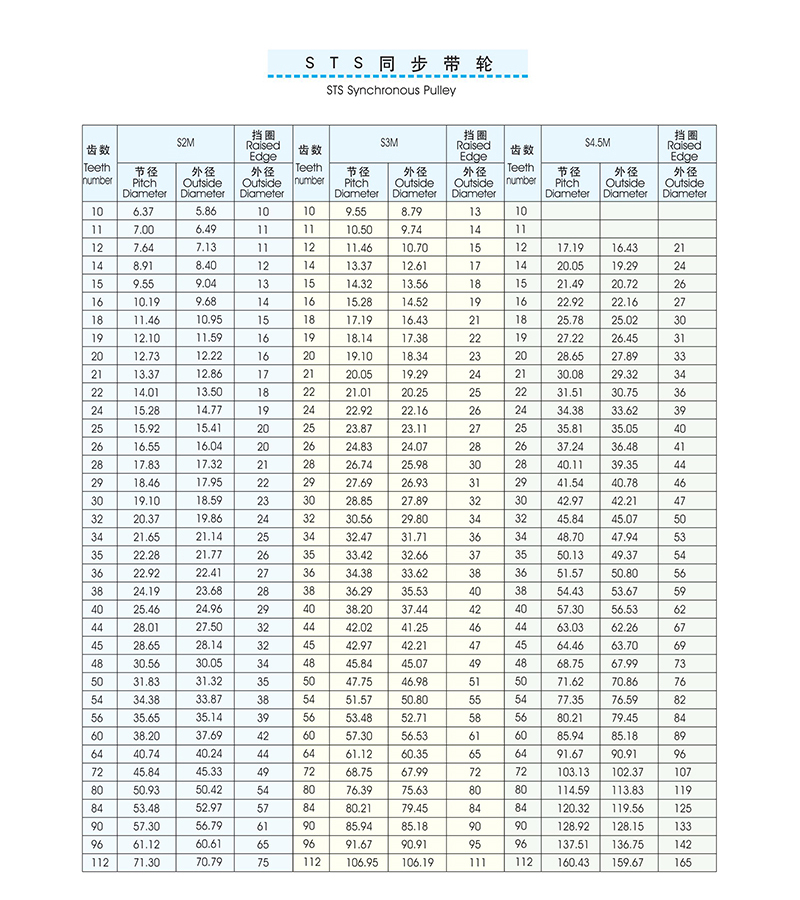 STS同步带轮
STS Synchronous Pulley
齿数 Teeth number S2M 挡圈 Raised Edge 齿数 Teeth number S3M 挡圈 Raised Edge 齿数 Teeth number S4.5M 挡圈 Raised Edge
节径 Pitch Diameter 外径 Outside Diameter 外径 Outside Diameter 节径 Pitch Diameter 外径 Outside Diameter 外径 Outside Diameter 节径 Pitch Diameter 外径 Outside Diameter 外径 Outside Diameter
10 6.37 5.86 10 10 9.55 8.79 13 10
11 7.00 6.49 11 11 10.50 9.74 14 11
12 7.64 7.13 11 12 11.46 10.70 15 12 17.19 16.43 21
14 8.91 8.40 12 14 13.37 12.61 17 14 20.05 19.29 24
15 9.55 9.04 13 15 14.32 13.56 18 15 21.49 20.72 26
16 10.19 9.68 14 16 15.28 14.52 19 16 22.92 22.16 27
18 11.46 10.95 15 18 17.19 16.43 21 18 25.78 25.02 30
19 12.10 11.59 16 19 18.14 17.38 22 19 27.22 26.45 31
20 12.73 12.22 16 20 19.10 18.34 23 20 28.65 27.89 33
21 13.37 12.86 17 21 20.05 19.29 24 21 30.08 29.32 34
22 14.01 13.50 18 22 21.01 20.25 25 22 31.51 30.75 36
24 15.28 14.77 19 24 22.92 22.16 26 24 34.38 33.62 39
25 15.92 15.41 20 25 23.87 23.11 27 25 35.81 35.05 40
26 16.55 16.04 20 26 24.83 24.07 28 26 37.24 36.48 41
28 17.83 17.32 21 28 26.74 25.98 30 28 40.11 39.35 44
29 18.46 17.95 22 29 27.69 26.93 31 29 41.54 40.78 46
30 19.10 18.59 23 30 28.85 27.89 32 30 42.97 42.21 47
32 20.37 19.86 24 32 30.56 29.80 34 32 45.84 45.07 50
34 21.65 21.14 25 34 32.47 31.71 36 34 48.70 47.94 53
35 22.28 21.77 26 35 33.42 32.66 37 35 50.13 49.37 54
36 22.92 22.41 27 36 34.38 33.62 38 36 51.57 50.80 56
38 24.19 23.68 28 38 36.29 35.53 40 38 54.43 53.67 59
40 25.46 24.96 29 40 38.20 37.44 42 40 57.30 56.53 62
44 28.01 27.50 32 44 42.02 41.25 46 44 63.03 62.26 67
45 28.65 28.14 32 45 42.97 42.21 47 45 64.46 63.70 69
48 30.56 30.05 34 48 45.84 45.07 49 48 68.75 67.99 73
50 31.83 31.32 35 50 47.75 46.98 51 50 71.62 70.86 76
54 34.38 33.87 38 54 51.57 50.80 55 54 77.35 76.59 82
56 35.65 35.14 39 56 53.48 52.71 58 56 80.21 79.45 84
60 38.20 37.69 42 60 57.30 56.53 61 60 85.94 85.18 89
64 40.74 40.24 44 64 61.12 60.35 65 64 91.67 90.91 96
72 45.84 45.33 49 72 68.75 67.99 72 72 103.13 102.37 107
80 50.93 50.42 54 80 76.39 75.63 80 80 114.59 113.83 119
84 53.48 52.97 57 84 80.21 79.45 84 84 120.32 119.56 125
90 57.30 56.79 61 90 85.94 85.18 90 90 128.92 128.15 133
96 61.12 60.61 65 96 91.67 90.91 95 96 137.51 136.75 142
112 71.30 70.79 75 112 106.95 106.19 111 112 160.43 159.67 165